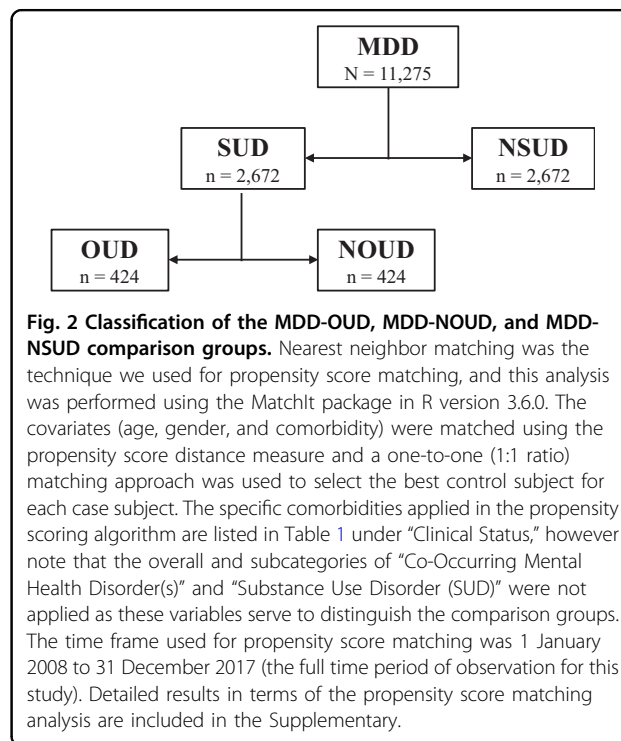 MDD
N = 11,275
SUD
n = 2,672
NSUD
n = 2,672
OUD
n = 424
NOUD
n = 424
Fig. 2 Classification of the MDD-OUD, MDD-NOUD, and MDD-
NSUD comparison groups. Nearest neighbor matching was the
technique we used for propensity score matching, and this analysis
was performed using the MatchIt package in R version 3.6.0. The
covariates (age, gender, and comorbidity) were matched using the
propensity score distance measure and a one-to-one (1:1 ratio)
matching approach was used to select the best control subject for
each case subject. The specific comorbidities applied in the propensity
scoring algorithm are listed in Table 1 under “Clinical Status,” however
note that the overall and subcategories of “Co-Occurring Mental
Health Disorder(s)” and “Substance Use Disorder (SUD)” were not
applied as these variables serve to distinguish the comparison groups.
The time frame used for propensity score matching was 1 January
2008 to 31 December 2017 (the full time period of observation for this
study). Detailed results in terms of the propensity score matching
analysis are included in the Supplementary.